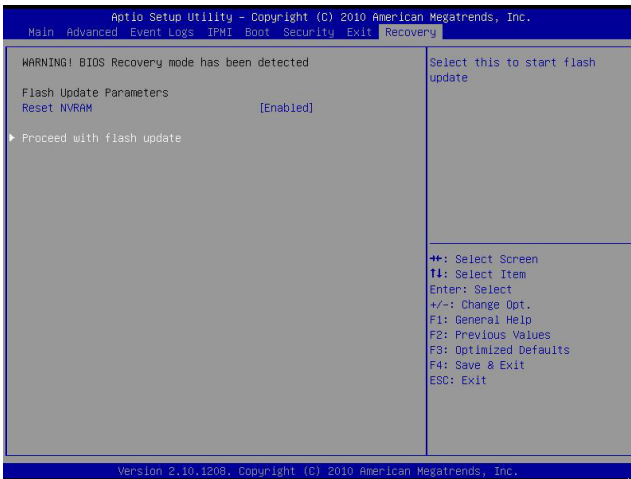 Aptio Setup Utility – Copyright (C) 2010 American Megatrends, Inc.
Main Advanced Event Logs IPMI Boot Security Exit Recovery
WARNING! BIOS Recovery mode has been detected
Flash Update Parameters
Reset NVRAM [Enabled]
Proceed with flash update
Select this to start flash
update
→←: Select Screen
↑↓: Select Item
Enter: Select
+/-: Change Opt.
F1: General Help
F2: Previous Values
F3: Optimized Defaults
F4: Save & Exit
ESC: Exit
Version 2.10.1208. Copyright (C) 2010 American Megatrends, Inc.